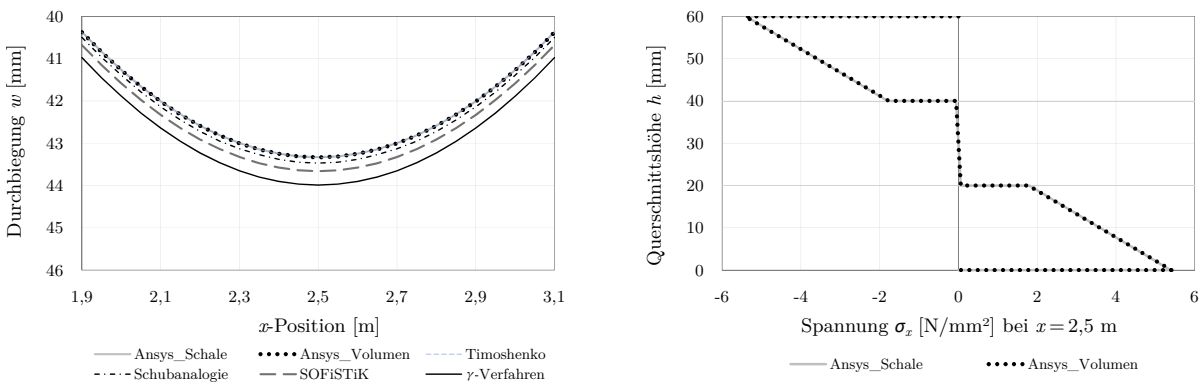 Durchbiegung w [mm]
40
41
42
43
44
45
46
1,9 2,1 2,3 2,5 2,7 2,9 3,1
x-Position [m]
Ansys_Schale Ansys_Volumen Timoshenko
Schubanalogie SOFiSTiK γ-Verfahren
Querschnittshöhe h [mm]
60
50
40
30
20
10
0
-6 -4 -2 0 2 4 6
Spannung σx [N/mm²] bei x = 2,5 m
Ansys_Schale Ansys_Volumen